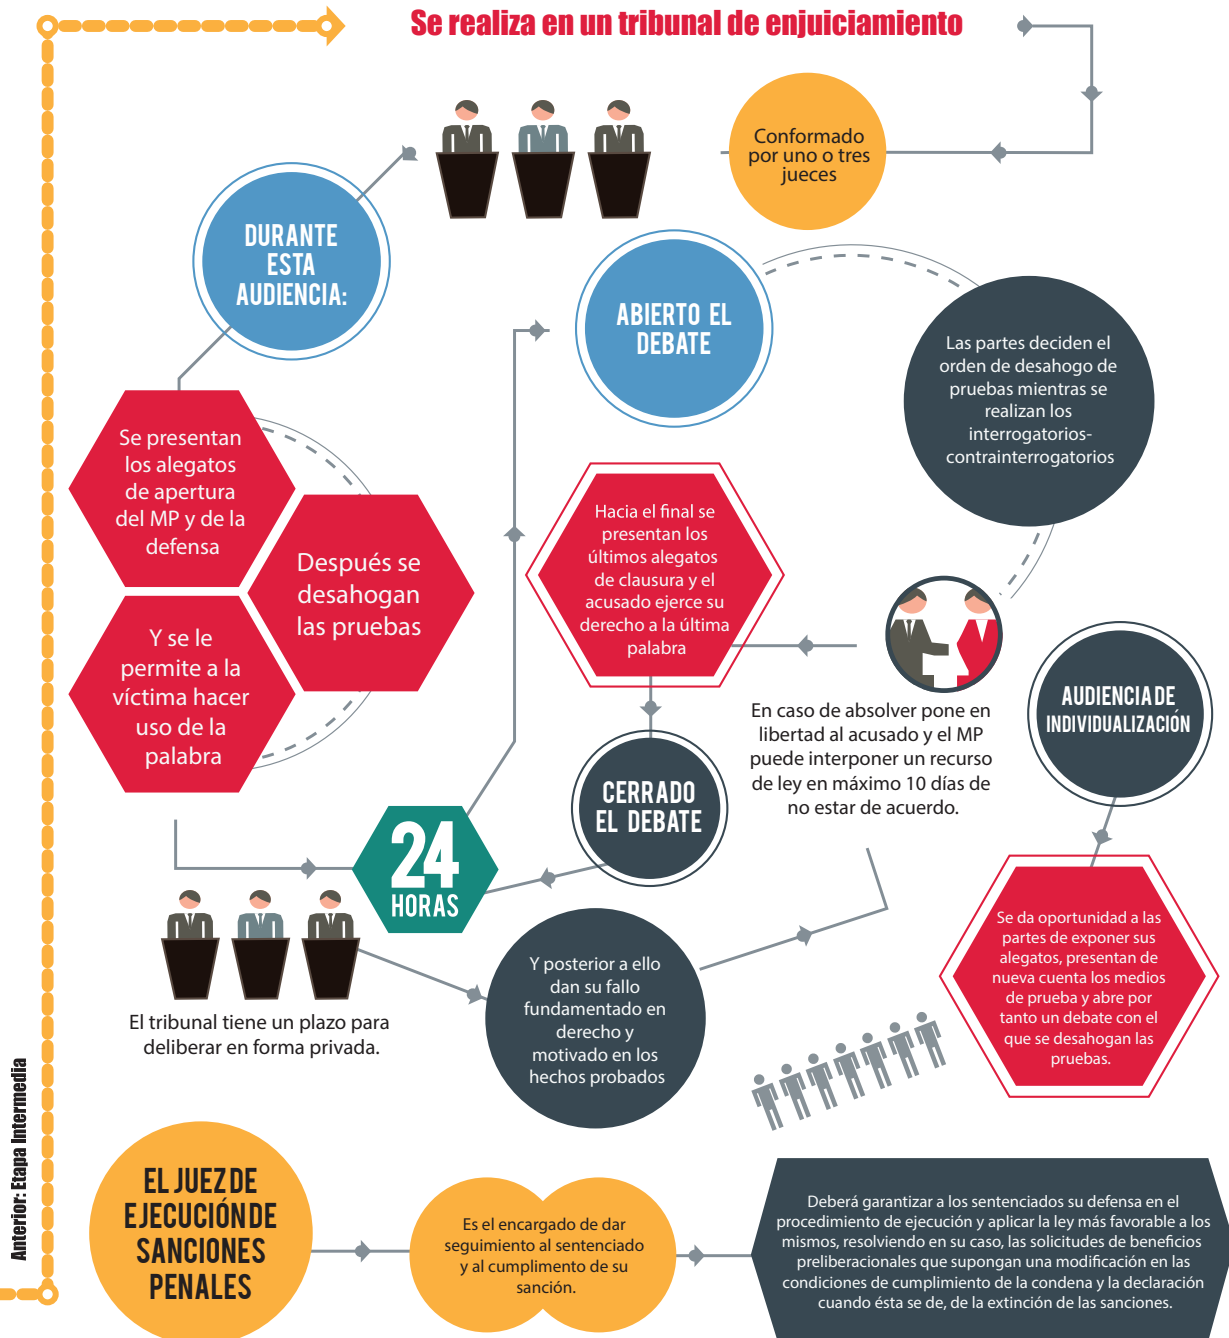 Se realiza en un tribunal de enjuiciamiento
Conformado
por uno o tres
jueces
DURANTE
ESTA
AUDIENCIA:
Se presentan
los alegatos
de apertura
del MP y de la
defensa
Después se
desahogan
las pruebas
Y se le
permite a la
víctima hacer
uso de la
palabra
24
HORAS
ABIERTO EL
DEBATE
Las partes deciden el
orden de desahogo de
pruebas mientras se
realizan los
interrogatorios-
contrainterrogatorios
Hacia el final se
presentan los
últimos alegatos
de clausura y el
acusado ejerce su
derecho a la última
palabra
CERRADO
EL DEBATE
El tribunal tiene un plazo para
deliberar en forma privada.
Y posterior a ello
dan su fallo
fundamentado en
derecho y
motivado en los
hechos probados
En caso de absolver pone en
libertad al acusado y el MP
puede interponer un recurso
de ley en máximo 10 días de
no estar de acuerdo.
AUDIENCIA DE
INDIVIDUALIZACIÓN
Se da oportunidad a las
partes de exponer sus
alegatos, presentan de
nueva cuenta los medios
de prueba y abre por
tanto un debate con el
que se desahogan las
pruebas.
Anterior: Etapa Intermedia
EL JUEZ DE
EJECUCIÓN DE
SANCIONES
PENALES
Es el encargado de dar
seguimiento al sentenciado
y al cumplimento de su
sanción.
Deberá garantizar a los sentenciados su defensa en el
procedimiento de ejecución y aplicar la ley más favorable a los
mismos, resolviendo en su caso, las solicitudes de beneficios
preliberacionales que supongan una modificación en las
condiciones de cumplimiento de la condena y la declaración
cuando ésta se de, de la extinción de las sanciones.